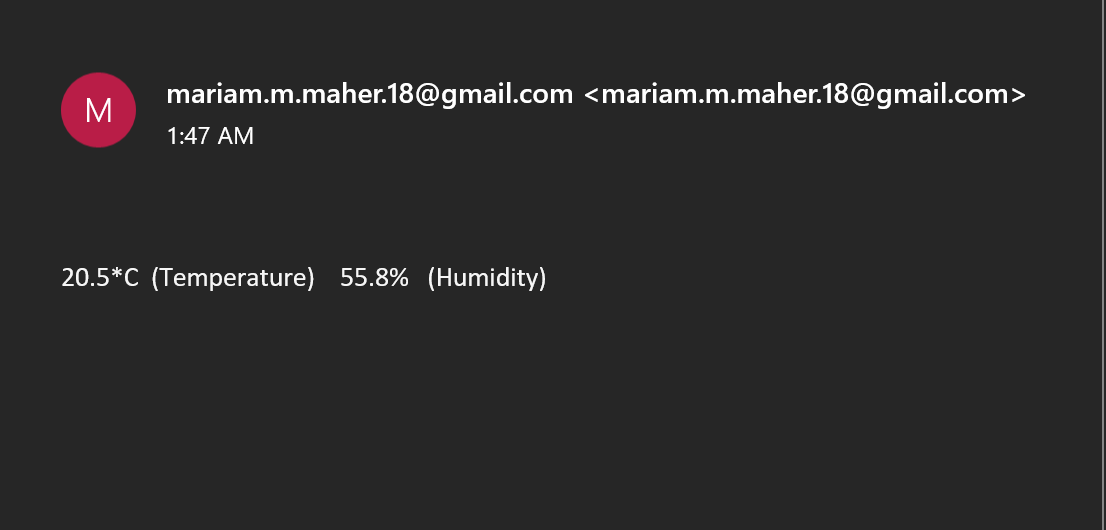 M
mariam.m.maher.18@gmail.com <mariam.m.maher.18@gmail.com>
1:47 AM
20.5*C (Temperature) 55.8% (Humidity)